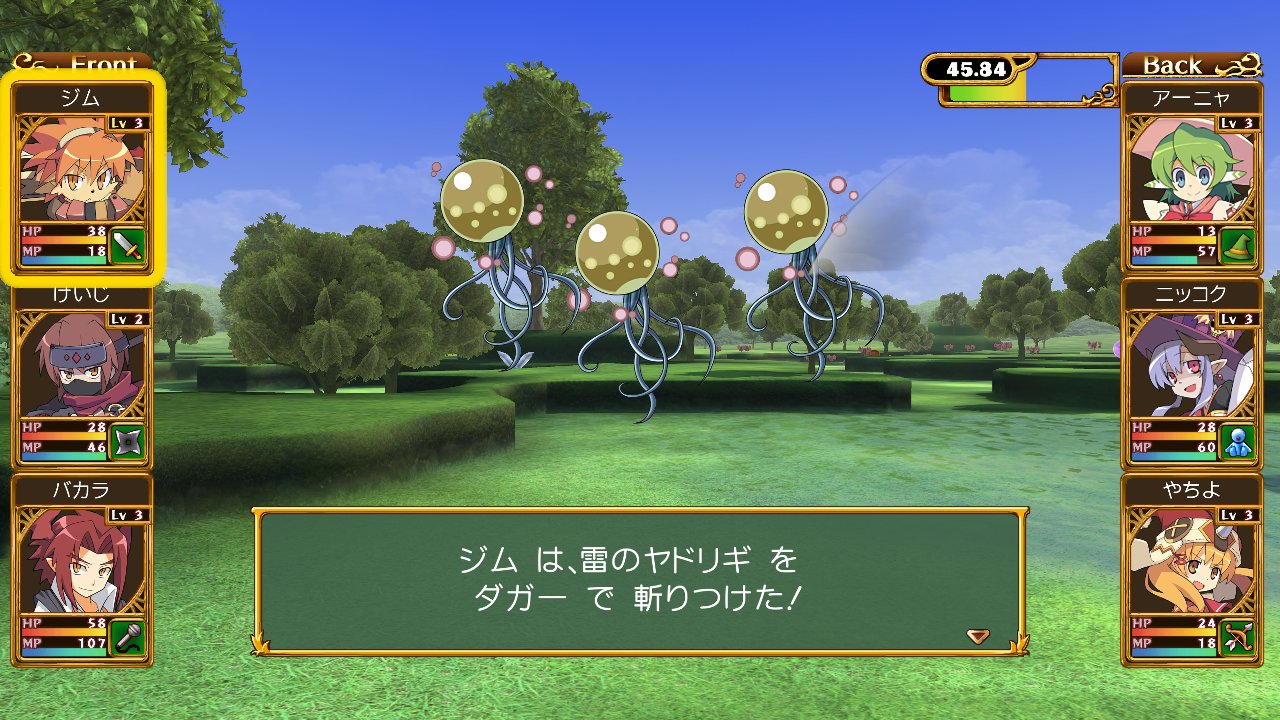 Front
ジム
Lv 3
HP 38
MP 18
けいじ
Lv 2
HP 28
MP 46
バカラ
Lv 3
HP 58
MP 107
45.84
Back
アーニャ
Lv 3
HP 13
MP 57
ニッコク
Lv 3
HP 28
MP 60
やちよ
Lv 3
HP 24
MP 18
ジム は、雷のヤドリギ を
ダガー で 斬りつけた!